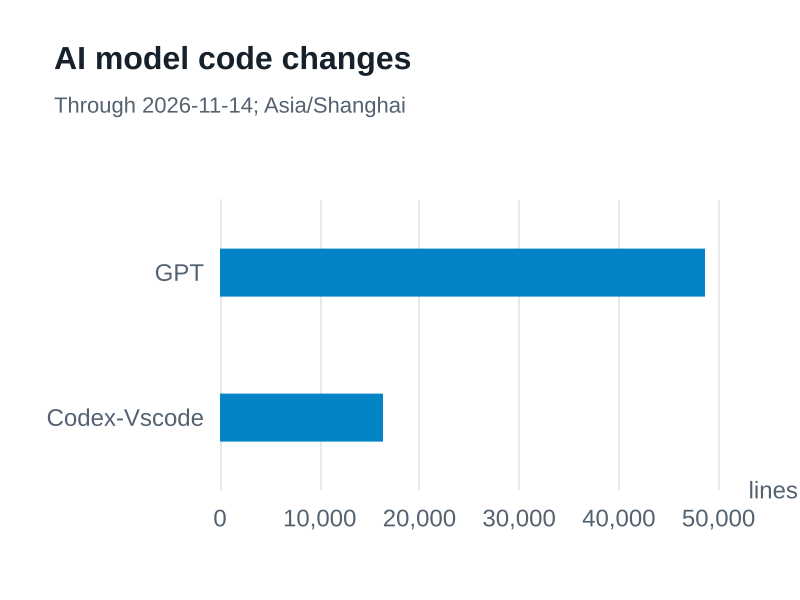 AI model code changes
Through 2026-11-14; Asia/Shanghai
GPT
Codex-Vscode
lines
0 10,000 20,000 30,000 40,000 50,000